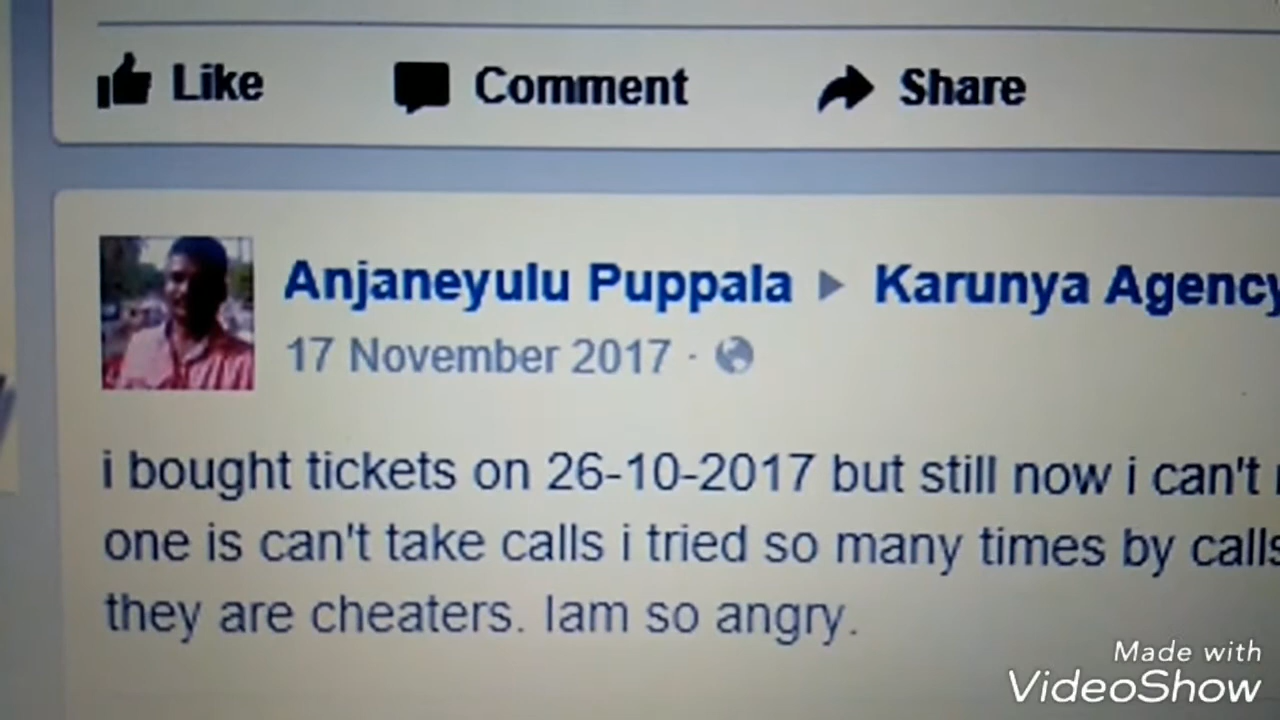 Like Comment Share
Anjaneyulu Puppala ▸ Karunya Agency
17 November 2017 ·
i bought tickets on 26-10-2017 but still now i can't
one is can't take calls i tried so many times by calls
they are cheaters. Iam so angry.
Made with
VideoShow